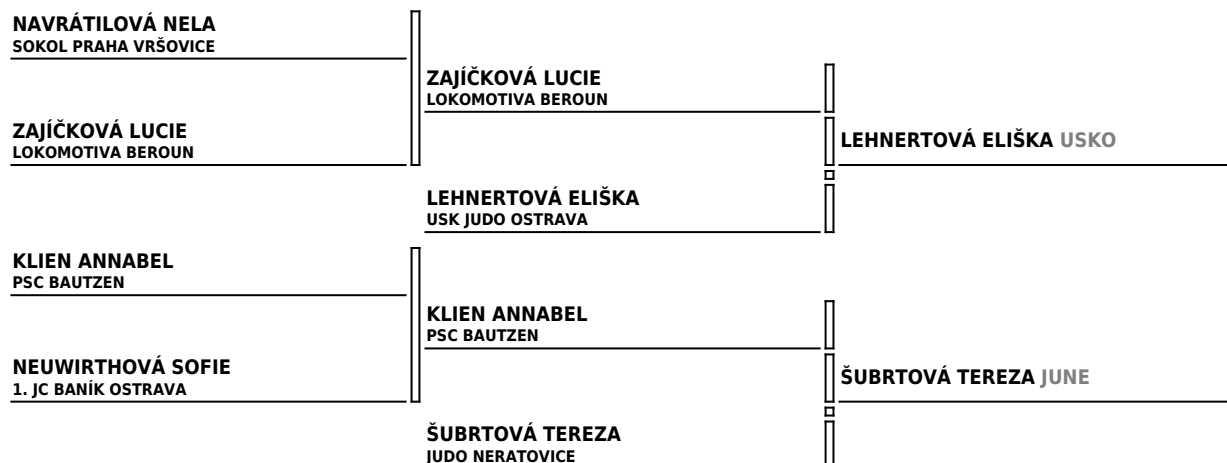 NAVRÁTILOVÁ NELA
SOKOL PRAHA VRŠOVICE
ZAJÍČKOVÁ LUCIE
LOKOMOTIVA BEROUN
ZAJÍČKOVÁ LUCIE
LOKOMOTIVA BEROUN
LEHNERTOVÁ ELIŠKA USKO
LEHNERTOVÁ ELIŠKA
USK JUDO OSTRAVA
KLIEN ANNABEL
PSC BAUTZEN
KLIEN ANNABEL
PSC BAUTZEN
NEUWIRTHOVÁ SOFIE
1. JC BANÍK OSTRAVA
ŠUBRTOVÁ TEREZA JUNE
ŠUBRTOVÁ TEREZA
JUDO NERATOVICE